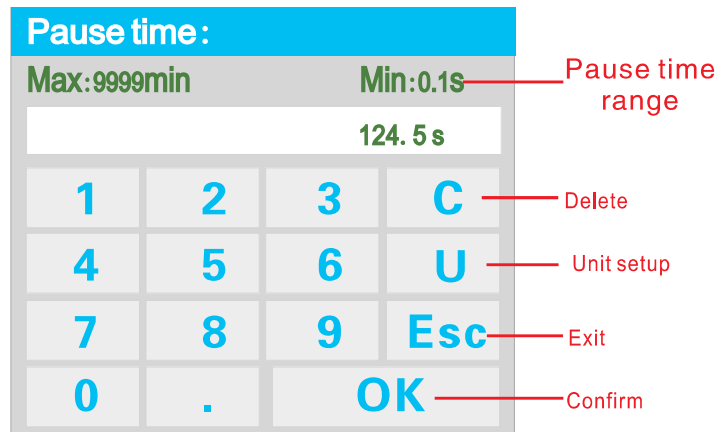 Pause time:
Max:9999min Min:0.1s
Pause time range
124.5 s
1 2 3 C Delete
4 5 6 U Unit setup
7 8 9 Esc Exit
0 . OK Confirm